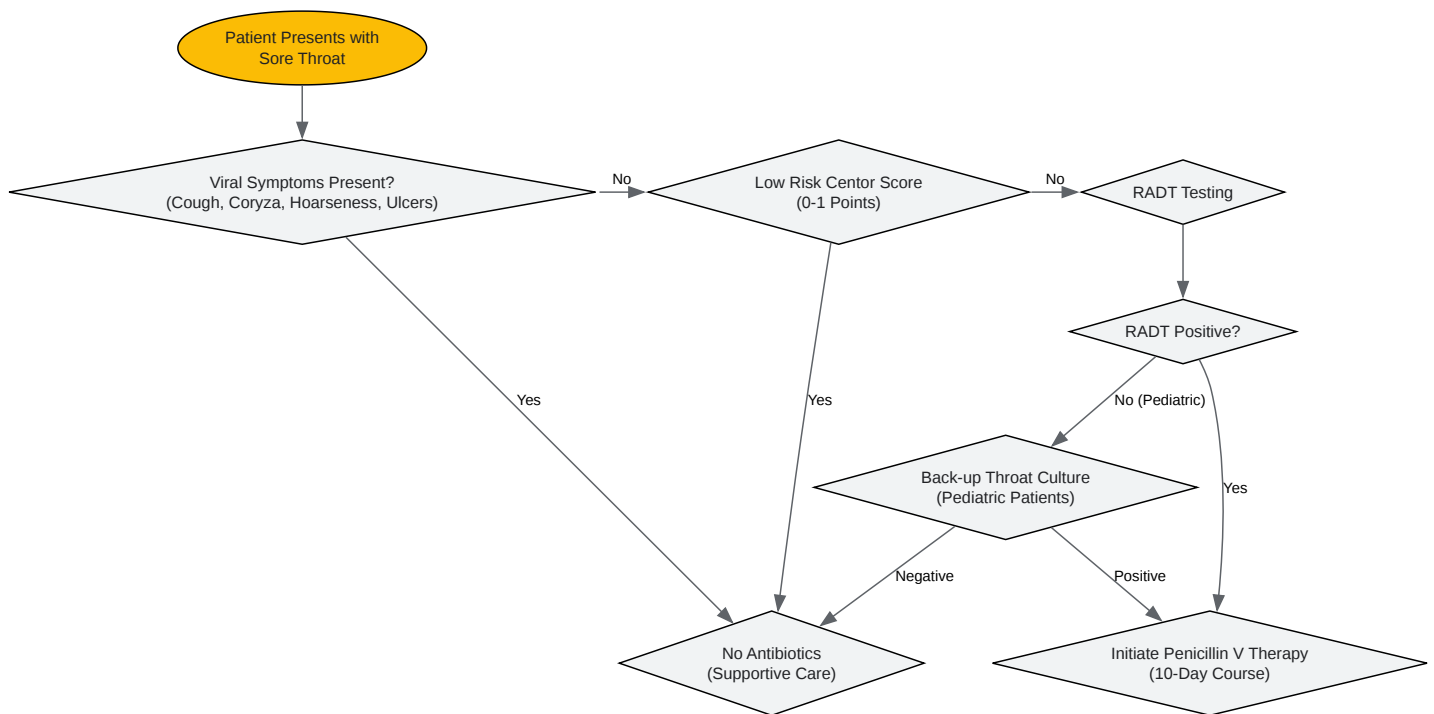 Patient Presents with
Sore Throat
Viral Symptoms Present?
(Cough, Coryza, Hoarseness, Ulcers)
No
Low Risk Centor Score
(0-1 Points)
No
RADT Testing
RADT Positive?
Yes
Yes
No (Pediatric)
Back-up Throat Culture
(Pediatric Patients)
Yes
Negative
Positive
No Antibiotics
(Supportive Care)
Initiate Penicillin V Therapy
(10-Day Course)